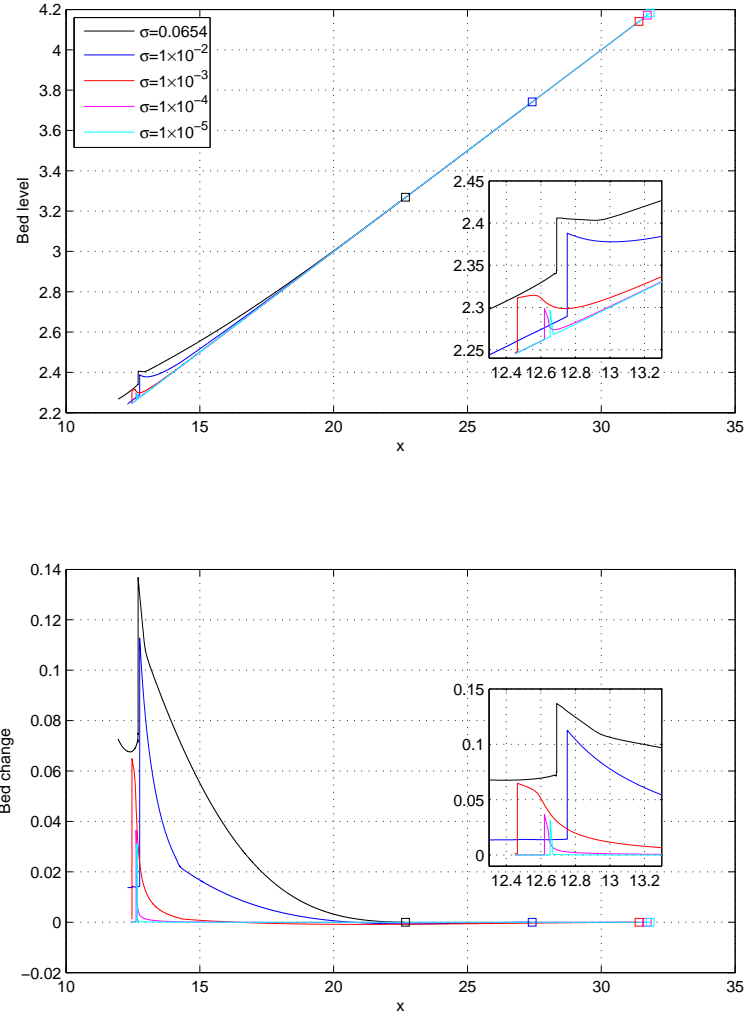 4.2
4
3.8
3.6
3.4
3.2
3
2.8
2.6
2.4
2.2
Bed level
σ=0.0654
σ=1×10⁻²
σ=1×10⁻³
σ=1×10⁻⁴
σ=1×10⁻⁵
2.45
2.4
2.35
2.3
2.25
12.4 12.6 12.8 13 13.2
10 15 20 25 30 35
x
0.14
0.12
0.1
0.08
0.06
0.04
0.02
0
−0.02
Bed change
0.15
0.1
0.05
0
12.4 12.6 12.8 13 13.2
10 15 20 25 30 35
x